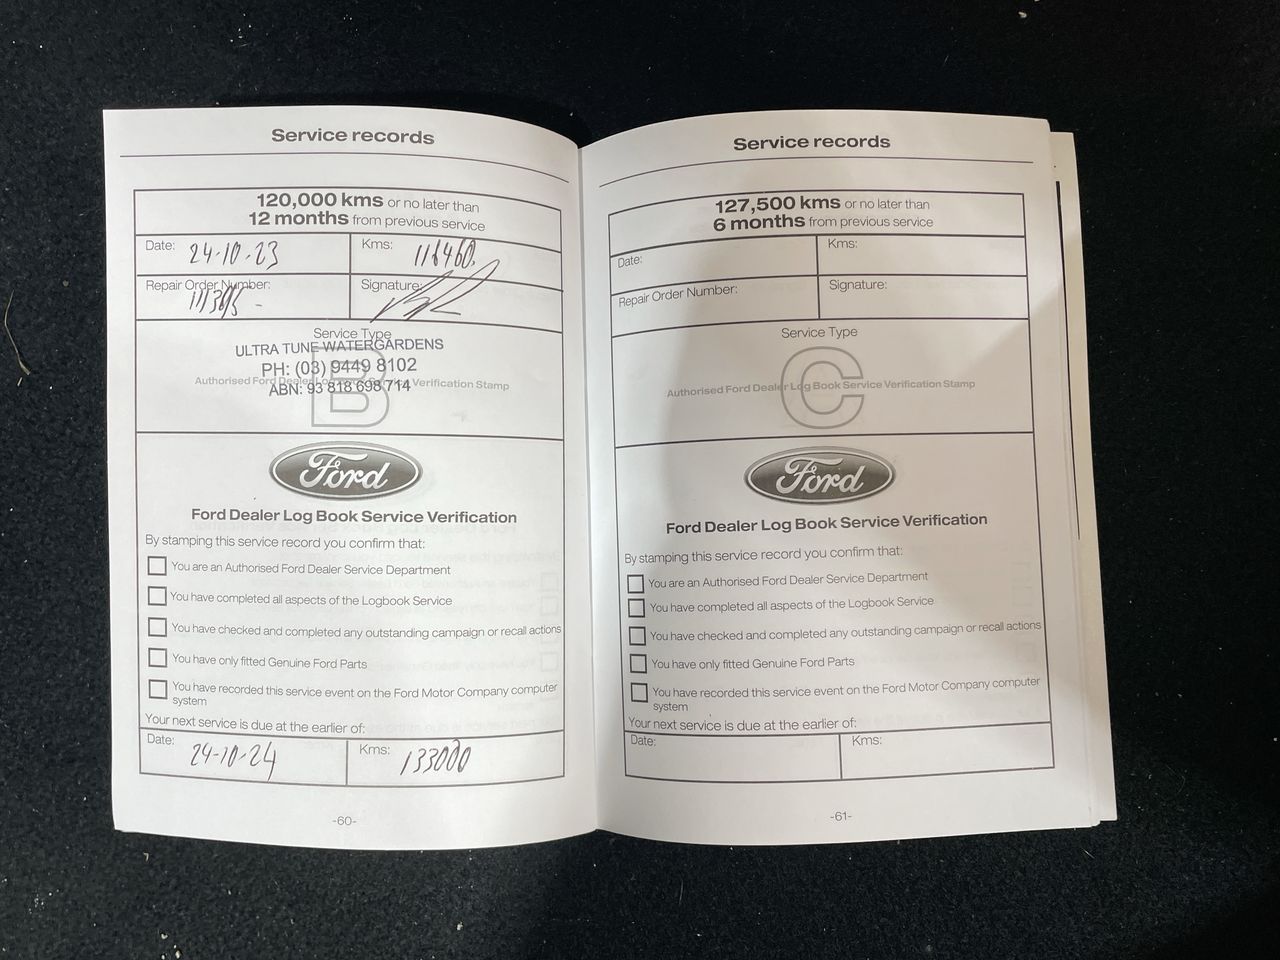 Service records
120,000 kms or no later than
12 months from previous service
Date: 24-10-23
Kms: 118460
Repair Order Number:
Signature:
Service Type
ULTRA TUNE WATERGARDENS
PH: (03) 9449 8102
Authorised Ford Dealer Log Book Service Verification Stamp
ABN: 93 818 698 714
B
Ford
Ford Dealer Log Book Service Verification
By stamping this service record you confirm that:
You are an Authorised Ford Dealer Service Department
You have completed all aspects of the Logbook Service
You have checked and completed any outstanding campaign or recall actions
You have only fitted Genuine Ford Parts
You have recorded this service event on the Ford Motor Company computer
system
Your next service is due at the earlier of:
Date: 24-10-24
Kms: 133000
-60-
Service records
127,500 kms or no later than
6 months from previous service
Date:
Kms:
Repair Order Number:
Signature:
Service Type
Authorised Ford Dealer Log Book Service Verification Stamp
C
Ford
Ford Dealer Log Book Service Verification
By stamping this service record you confirm that:
You are an Authorised Ford Dealer Service Department
You have completed all aspects of the Logbook Service
You have checked and completed any outstanding campaign or recall actions
You have only fitted Genuine Ford Parts
You have recorded this service event on the Ford Motor Company computer
system
Your next service is due at the earlier of:
Date:
Kms:
-61-